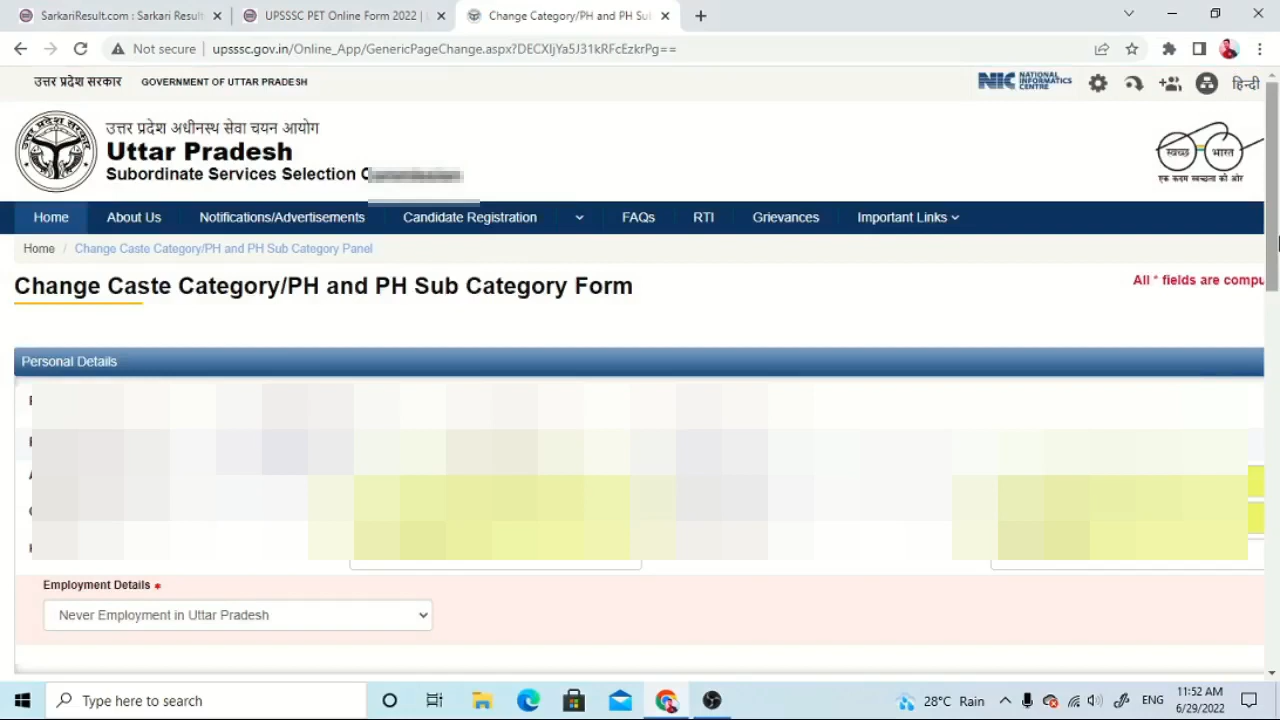 SarkariResult.com : Sarkari Result
UPSSSC PET Online Form 2022 |
Change Category/PH and PH Sul
Not secure
upsssc.gov.in/Online_App/GenericPageChange.aspx?DECXIjYa5J31kRFcEzkrPg==
उत्तर प्रदेश सरकार GOVERNMENT OF UTTAR PRADESH
NIC NATIONAL INFORMATICS CENTRE
हिन्दी
उत्तर प्रदेश अधीनस्थ सेवा चयन आयोग
Uttar Pradesh
Subordinate Services Selection
स्वच्छ भारत
एक कदम स्वच्छता की ओर
Home About Us Notifications/Advertisements Candidate Registration FAQs RTI Grievances Important Links
Home / Change Caste Category/PH and PH Sub Category Panel
Change Caste Category/PH and PH Sub Category Form
All * fields are compu
Personal Details
Employment Details *
Never Employment in Uttar Pradesh
Type here to search
28°C Rain
ENG
11:52 AM
6/29/2022